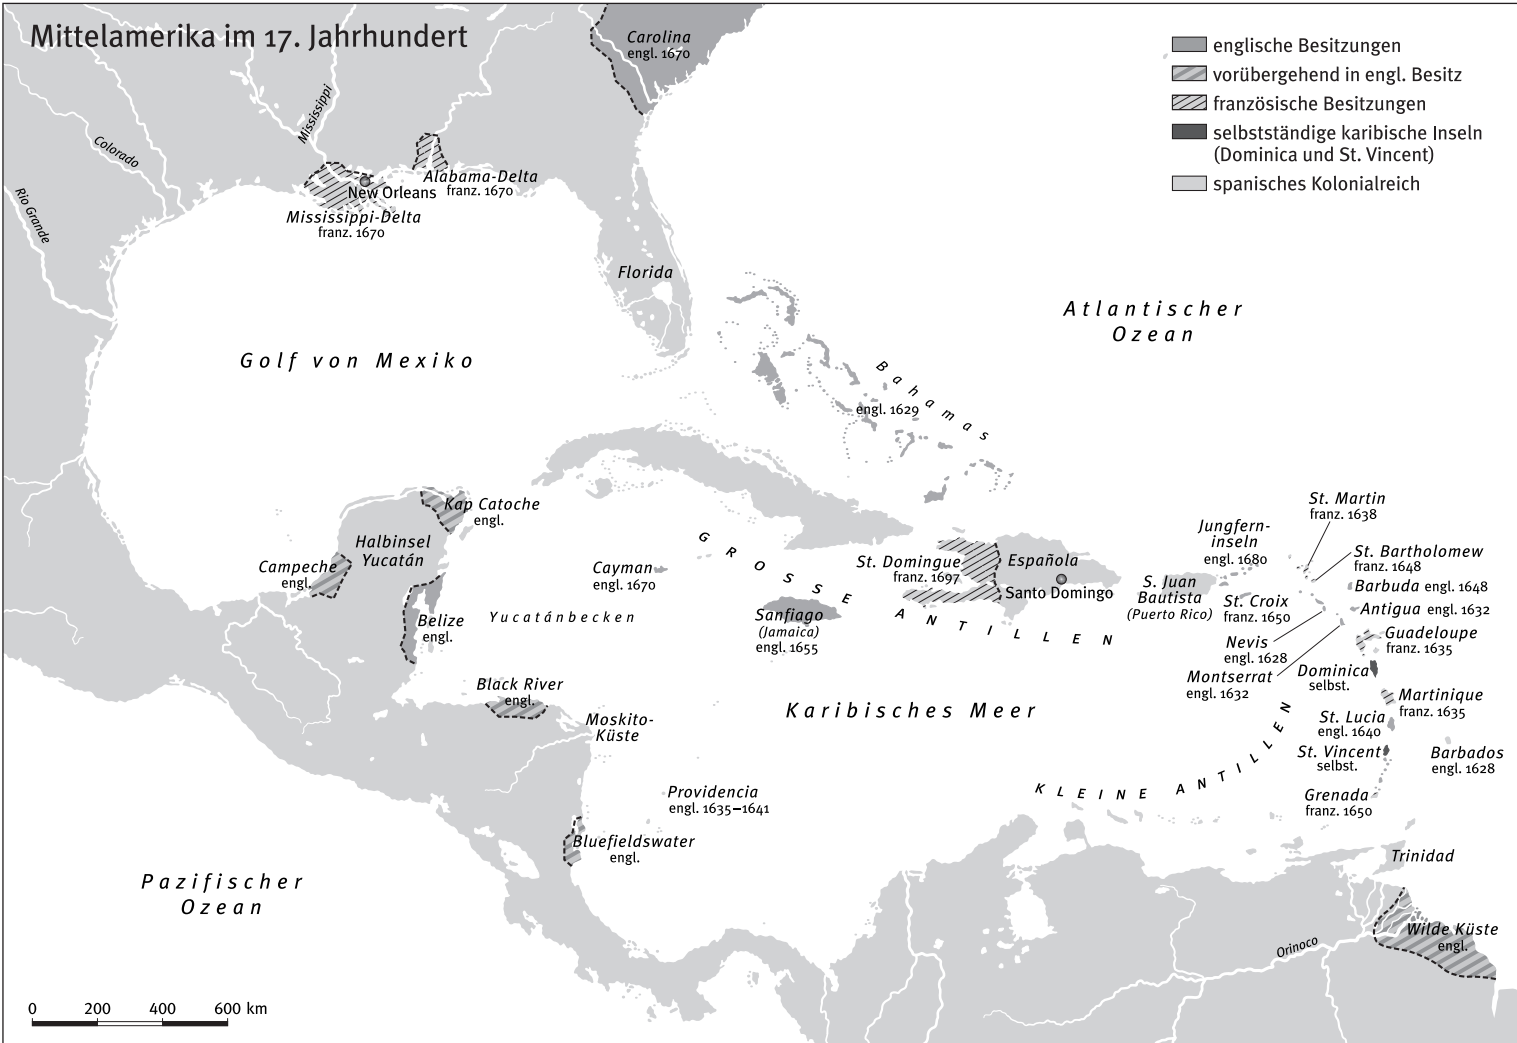 Mittelamerika im 17. Jahrhundert
englische Besitzungen
vorübergehend in engl. Besitz
französische Besitzungen
selbstständige karibische Inseln
(Dominica und St. Vincent)
spanisches Kolonialreich
Carolina
engl. 1670
Mississippi
Colorado
Rio Grande
Alabama-Delta
franz. 1670
New Orleans
Mississippi-Delta
franz. 1670
Florida
Atlantischer
Ozean
Golf von Mexiko
Bahamas
engl. 1629
Kap Catoche
engl.
Halbinsel
Yucatán
Campeche
engl.
Belize
engl.
Cayman
engl. 1670
Yucatánbecken
GROSSE ANTILLEN
St. Domingue
franz. 1697
Española
Santo Domingo
Sanfiago
(Jamaica)
engl. 1655
S. Juan
Bautista
(Puerto Rico)
Jungfern-
inseln
engl. 1680
St. Martin
franz. 1638
St. Bartholomew
franz. 1648
Barbuda engl. 1648
St. Croix
franz. 1650
Antigua engl. 1632
Nevis
engl. 1628
Guadeloupe
franz. 1635
Montserrat
engl. 1632
Dominica
selbst.
Martinique
franz. 1635
St. Lucia
engl. 1640
St. Vincent
selbst.
Barbados
engl. 1628
Grenada
franz. 1650
KLEINE ANTILLEN
Black River
engl.
Moskito-
Küste
Karibisches Meer
Providencia
engl. 1635–1641
Bluefieldswater
engl.
Pazifischer
Ozean
Trinidad
Wilde Küste
engl.
Orinoco
0 200 400 600 km